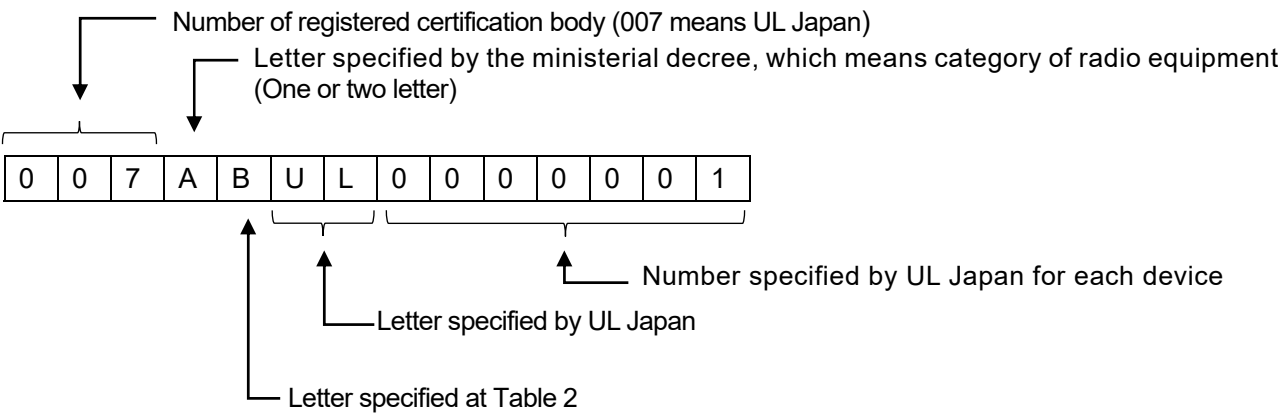 Number of registered certification body (007 means UL Japan)
Letter specified by the ministerial decree, which means category of radio equipment
(One or two letter)
0 0 7 A B U L 0 0 0 0 0 0 1
Number specified by UL Japan for each device
Letter specified by UL Japan
Letter specified at Table 2